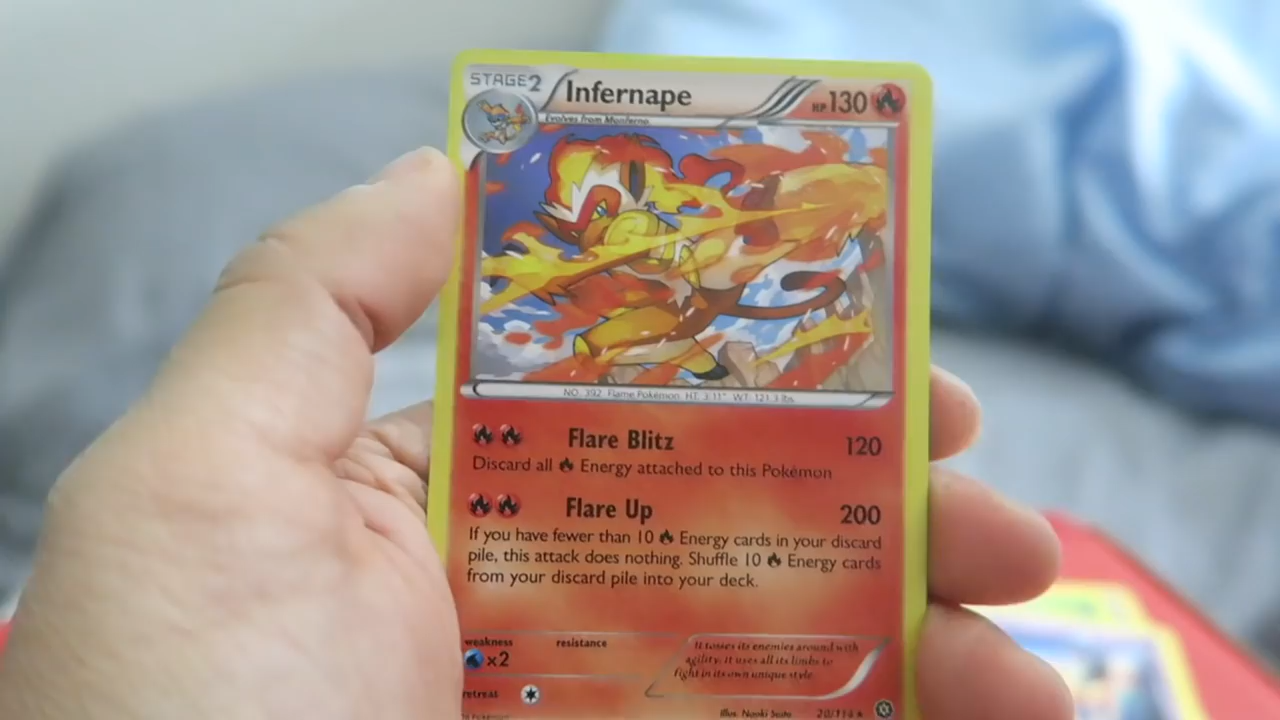 STAGE2
Infernape
HP 130
Evolves from Monferno
NO. 392 Flame Pokémon HT: 3'11" WT: 121.3 lbs
Flare Blitz 120
Discard all Energy attached to this Pokémon
Flare Up 200
If you have fewer than 10 Energy cards in your discard
pile, this attack does nothing. Shuffle 10 Energy cards
from your discard pile into your deck.
weakness resistance
x2
It tosses its enemies around with
agility. It uses all its limbs to
fight in its own unique style.
retreat
Illus. Naoki Saito 20/114 ★